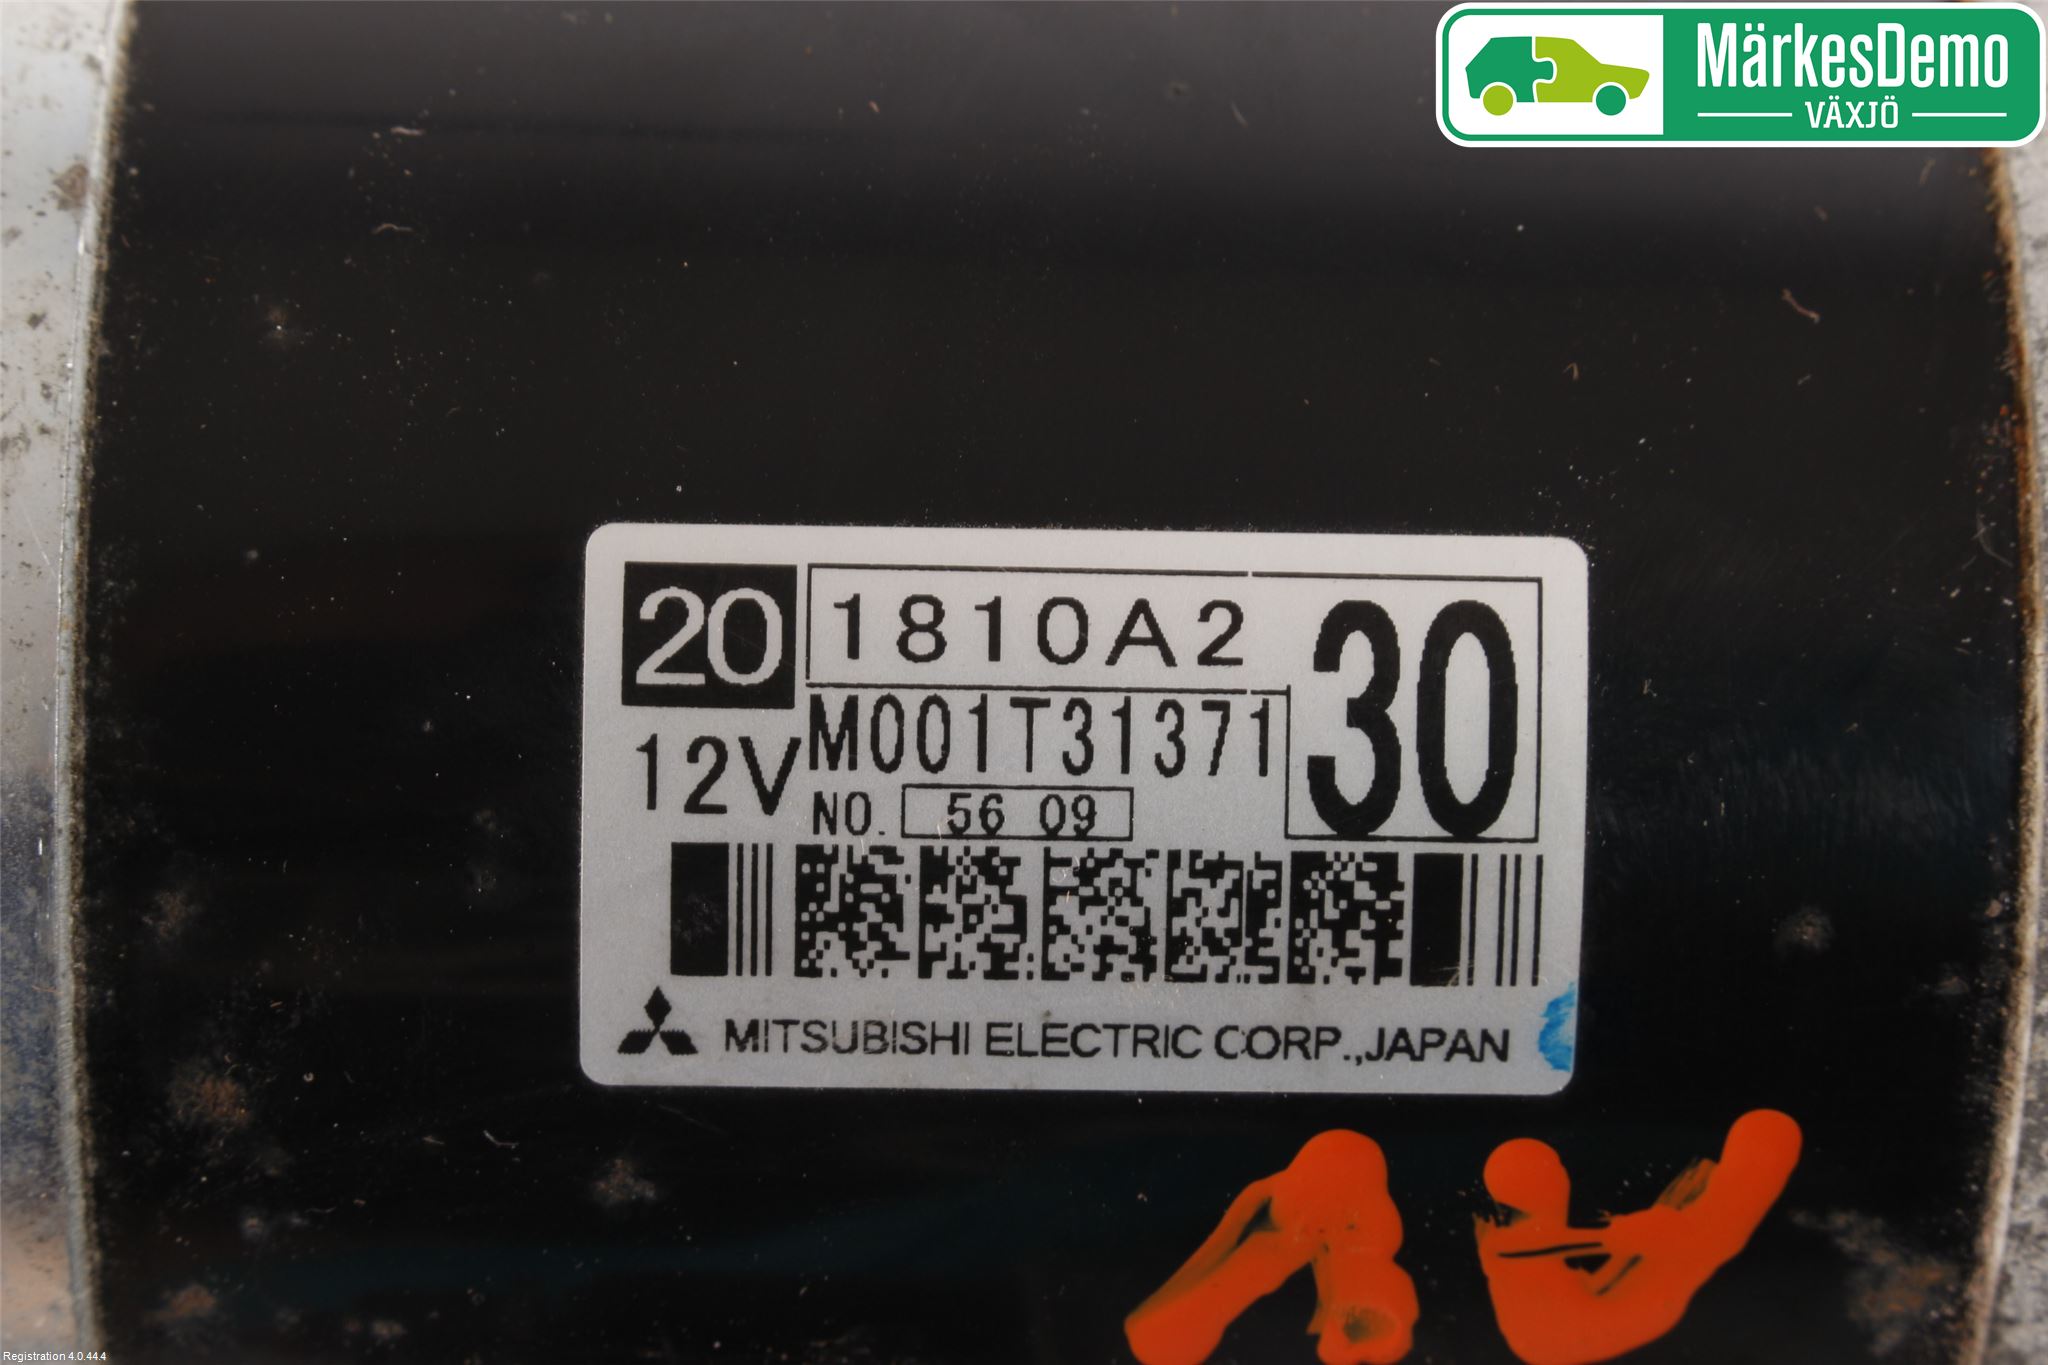 MärkesDemo
VÄXJÖ
20 1810A2 30
12V M001T31371
NO. 56 09
MITSUBISHI ELECTRIC CORP.,JAPAN
Registration 4.0.44.4